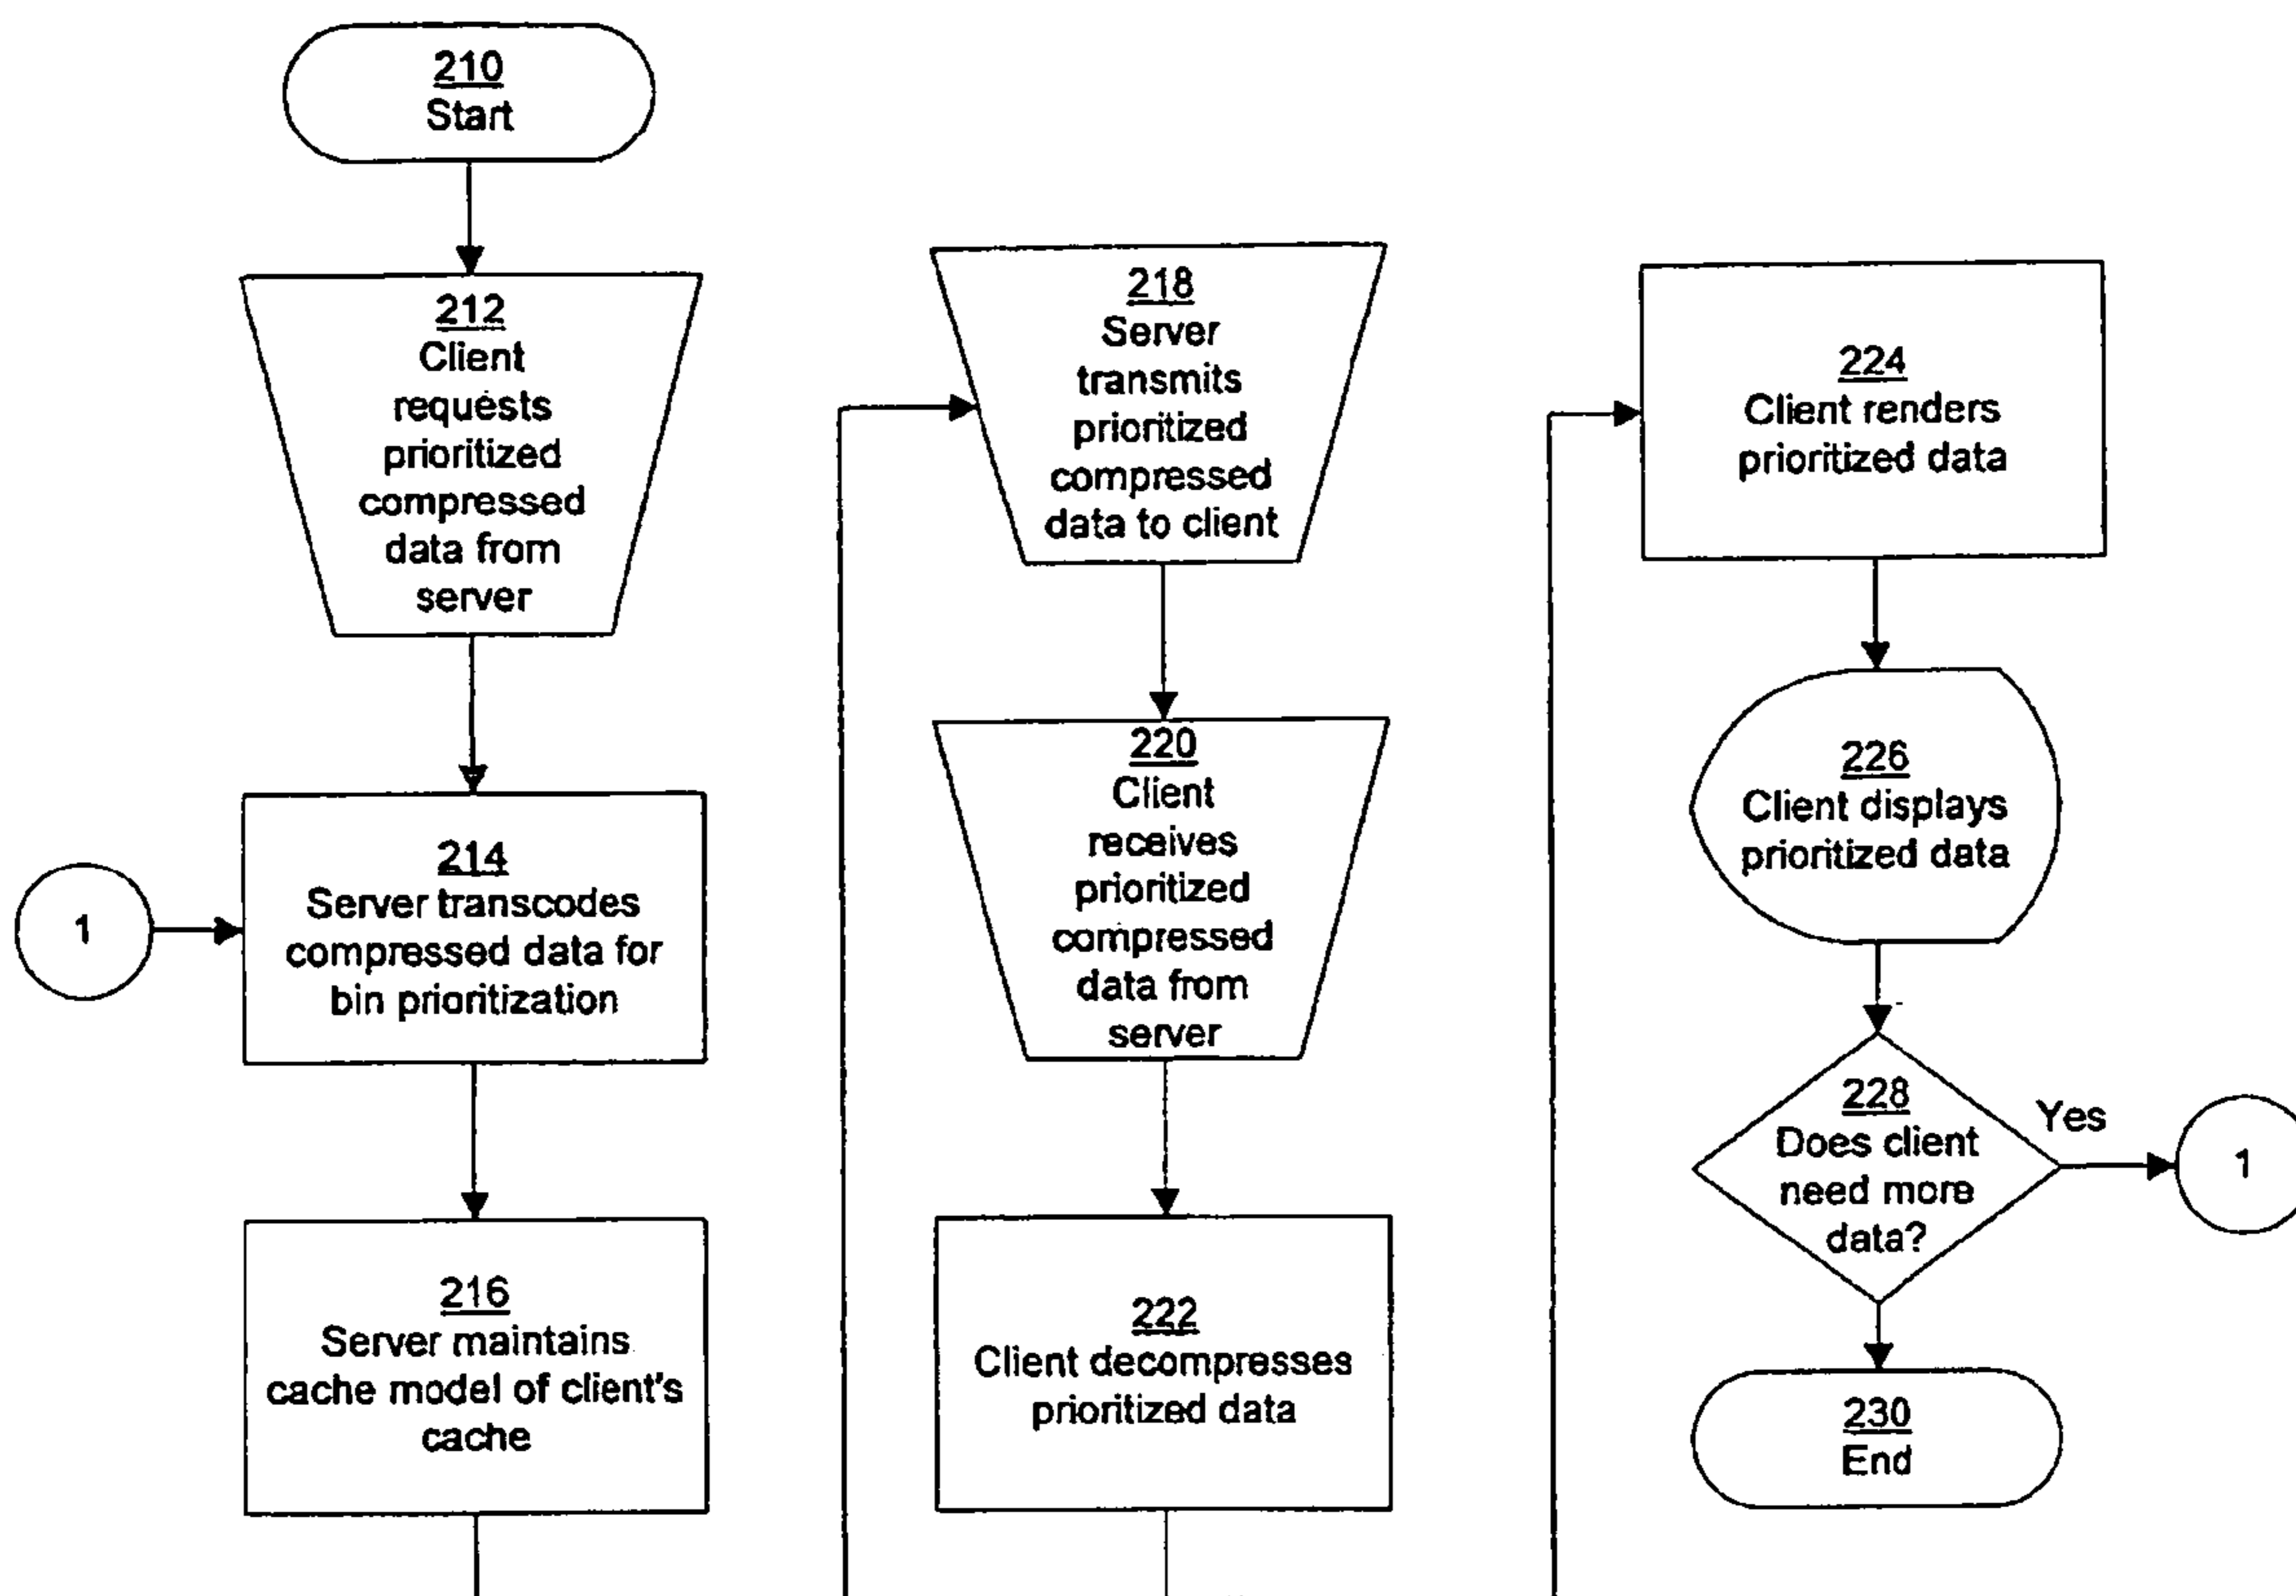 210
Start
212
Client
requests
prioritized
compressed
data from
server
1
214
Server transcodes
compressed data for
bin prioritization
216
Server maintains
cache model of client's
cache
218
Server
transmits
prioritized
compressed
data to client
220
Client
receives
prioritized
compressed
data from
server
222
Client decompresses
prioritized data
224
Client renders
prioritized data
226
Client displays
prioritized data
228
Does client
need more
data?
Yes
1
230
End